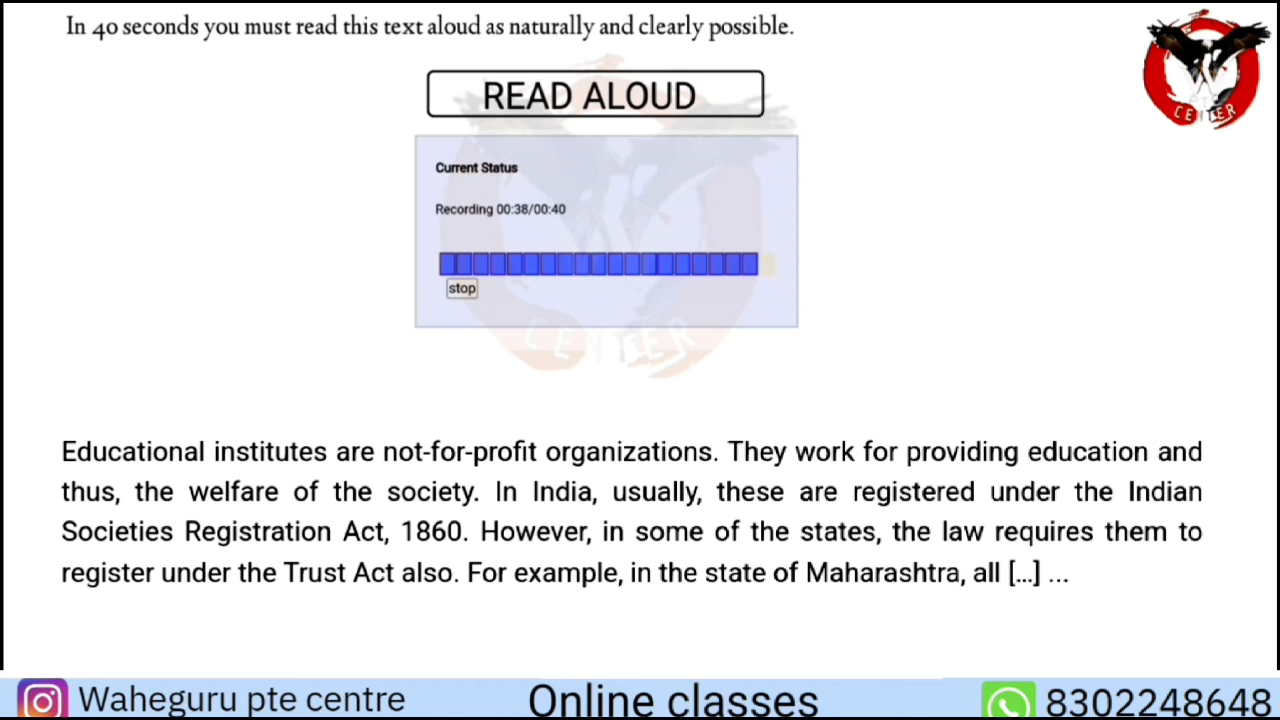 In 40 seconds you must read this text aloud as naturally and clearly possible.
READ ALOUD
CENTER
Current Status
Recording 00:38/00:40
stop
CENTER
Educational institutes are not-for-profit organizations. They work for providing education and
thus, the welfare of the society. In India, usually, these are registered under the Indian
Societies Registration Act, 1860. However, in some of the states, the law requires them to
register under the Trust Act also. For example, in the state of Maharashtra, all [...] ...
Waheguru pte centre
Online classes
8302248648